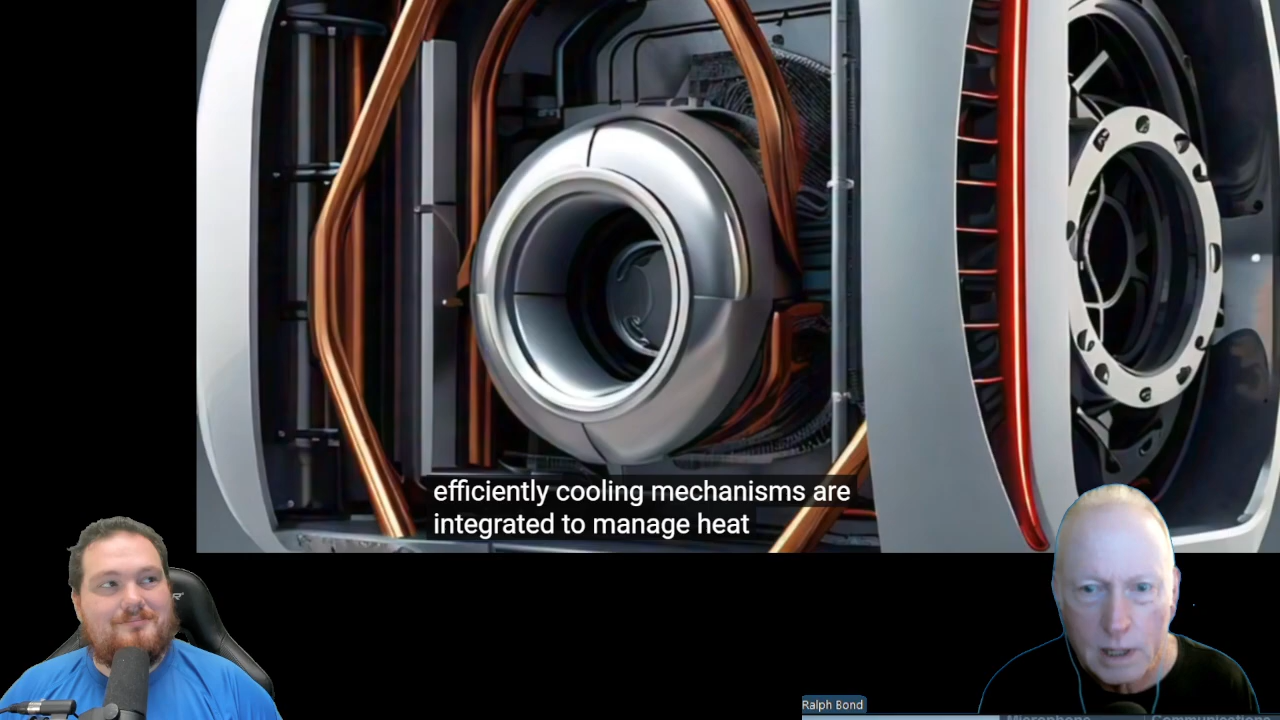 efficiently cooling mechanisms are
integrated to manage heat
Ralph Bond